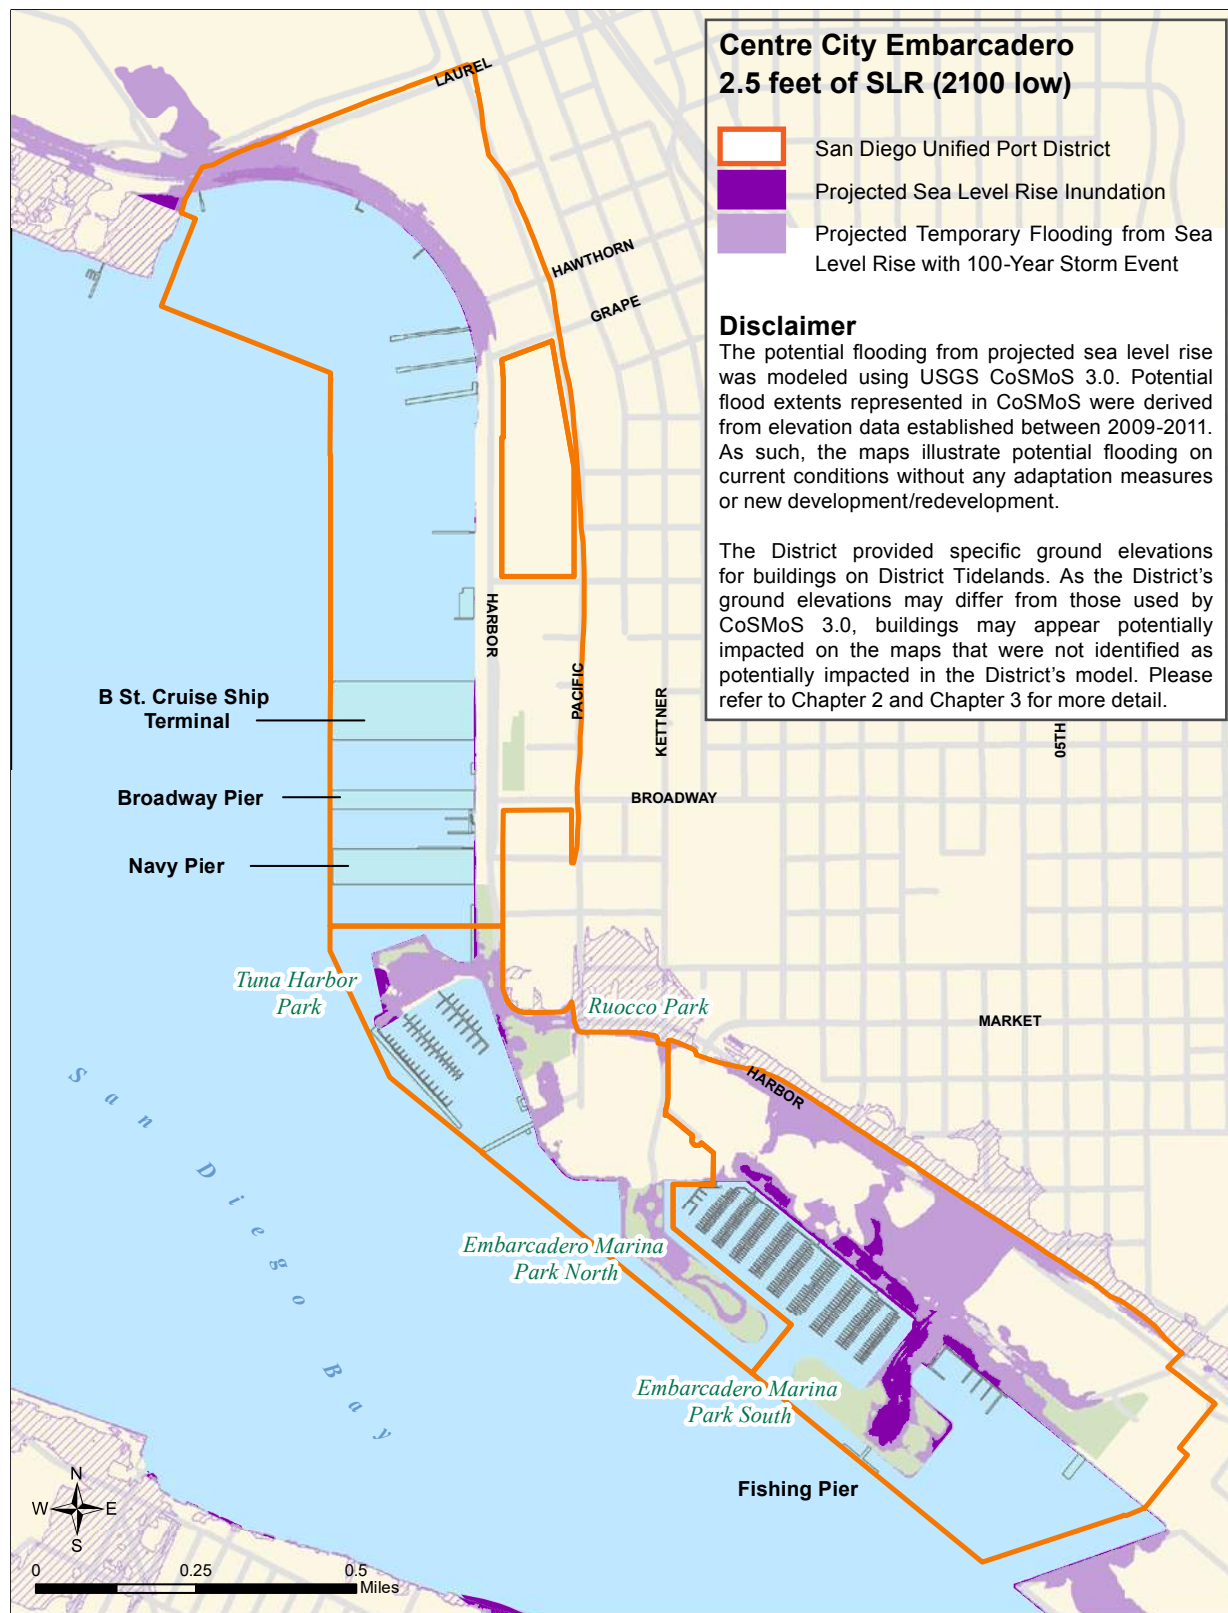 Centre City Embarcadero
2.5 feet of SLR (2100 low)
San Diego Unified Port District
Projected Sea Level Rise Inundation
Projected Temporary Flooding from Sea
Level Rise with 100-Year Storm Event
Disclaimer
The potential flooding from projected sea level rise
was modeled using USGS CoSMoS 3.0. Potential
flood extents represented in CoSMoS were derived
from elevation data established between 2009-2011.
As such, the maps illustrate potential flooding on
current conditions without any adaptation measures
or new development/redevelopment.
The District provided specific ground elevations
for buildings on District Tidelands. As the District's
ground elevations may differ from those used by
CoSMoS 3.0, buildings may appear potentially
impacted on the maps that were not identified as
potentially impacted in the District's model. Please
refer to Chapter 2 and Chapter 3 for more detail.
LAUREL
HAWTHORN
GRAPE
HARBOR
PACIFIC
KETTNER
05TH
B St. Cruise Ship
Terminal
Broadway Pier
BROADWAY
Navy Pier
Tuna Harbor
Park
Ruocco Park
MARKET
HARBOR
San Diego Bay
Embarcadero Marina
Park North
Embarcadero Marina
Park South
Fishing Pier
N
W E
S
0 0.25 0.5
Miles